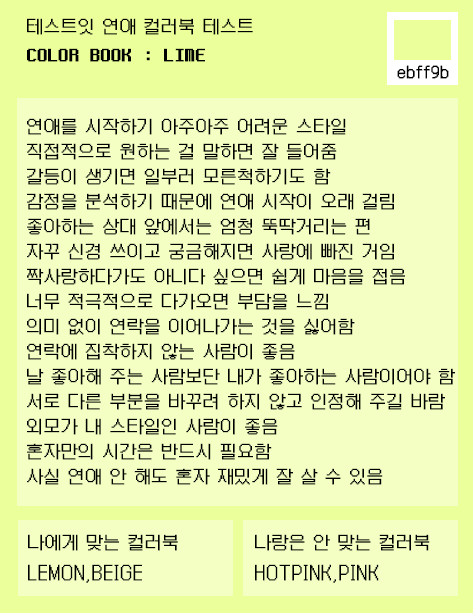 테스트잇 연애 컬러북 테스트
COLOR BOOK : LIME
ebff9b
연애를 시작하기 아주아주 어려운 스타일
직접적으로 원하는 걸 말하면 잘 들어줌
갈등이 생기면 일부러 모른척하기도 함
감정을 분석하기 때문에 연애 시작이 오래 걸림
좋아하는 상대 앞에서는 엄청 뚝딱거리는 편
자꾸 신경 쓰이고 궁금해지면 사랑에 빠진 거임
짝사랑하다가도 아니다 싶으면 쉽게 마음을 접음
너무 적극적으로 다가오면 부담을 느낌
의미 없이 연락을 이어나가는 것을 싫어함
연락에 집착하지 않는 사람이 좋음
날 좋아해 주는 사람보단 내가 좋아하는 사람이어야 함
서로 다른 부분을 바꾸려 하지 않고 인정해 주길 바람
외모가 내 스타일인 사람이 좋음
혼자만의 시간은 반드시 필요함
사실 연애 안 해도 혼자 재밌게 잘 살 수 있음
나에게 맞는 컬러북
LEMON,BEIGE
나랑은 안 맞는 컬러북
HOTPINK,PINK